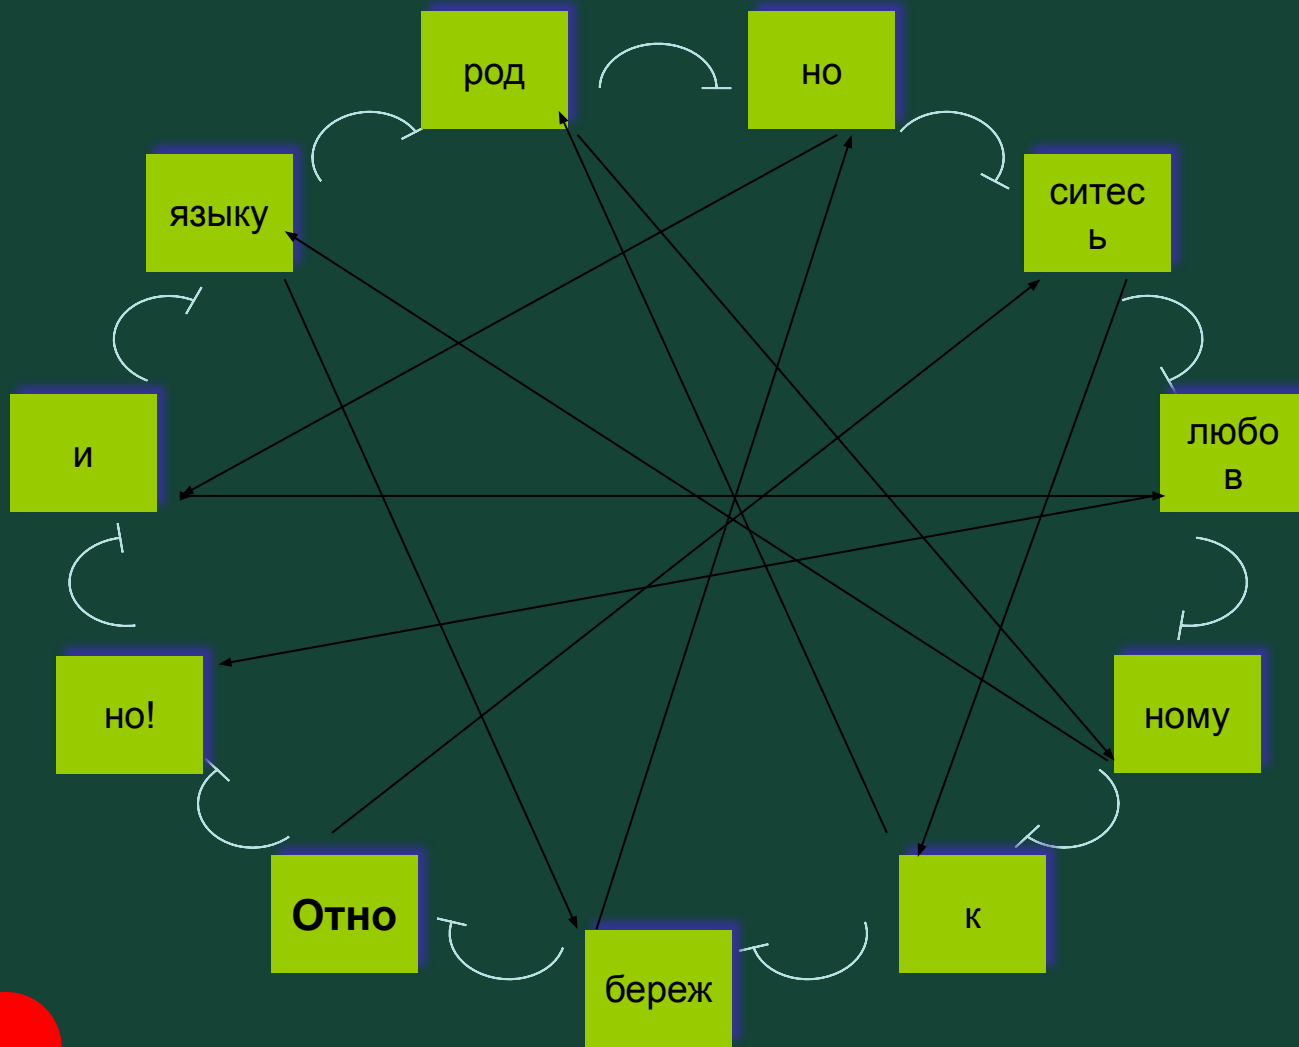 род
но
языку
ситес
ь
и
любо
в
но!
ному
Отно
к
береж